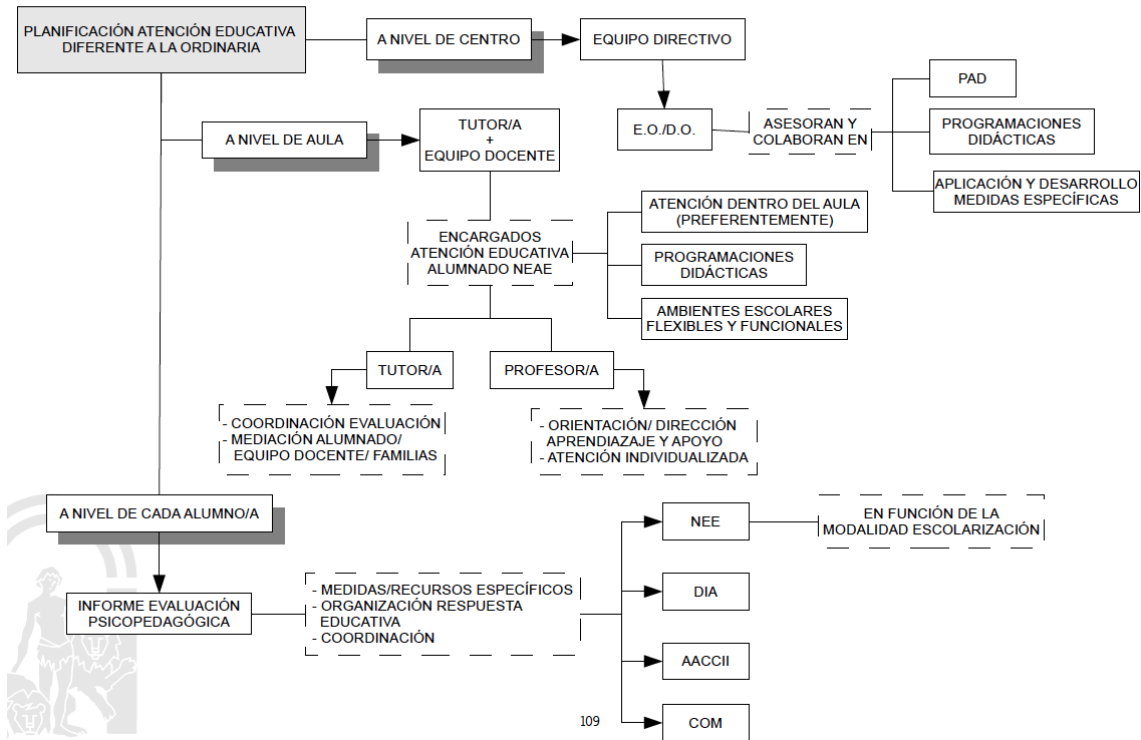 PLANIFICACIÓN ATENCIÓN EDUCATIVA
DIFERENTE A LA ORDINARIA
A NIVEL DE CENTRO
EQUIPO DIRECTIVO
E.O./D.O.
ASESORAN Y
COLABORAN EN
PAD
PROGRAMACIONES
DIDÁCTICAS
APLICACIÓN Y DESARROLLO
MEDIDAS ESPECÍFICAS
A NIVEL DE AULA
TUTOR/A
+
EQUIPO DOCENTE
ENCARGADOS
ATENCIÓN EDUCATIVA
ALUMNADO NEAE
ATENCIÓN DENTRO DEL AULA
(PREFERENTEMENTE)
PROGRAMACIONES
DIDÁCTICAS
AMBIENTES ESCOLARES
FLEXIBLES Y FUNCIONALES
TUTOR/A
PROFESOR/A
- COORDINACIÓN EVALUACIÓN
- MEDIACIÓN ALUMNADO/
EQUIPO DOCENTE/ FAMILIAS
- ORIENTACIÓN/ DIRECCIÓN
APRENDIZAJE Y APOYO
- ATENCIÓN INDIVIDUALIZADA
A NIVEL DE CADA ALUMNO/A
INFORME EVALUACIÓN
PSICOPEDAGÓGICA
- MEDIDAS/RECURSOS ESPECÍFICOS
- ORGANIZACIÓN RESPUESTA
EDUCATIVA
- COORDINACIÓN
NEE
EN FUNCIÓN DE LA
MODALIDAD ESCOLARIZACIÓN
DIA
AACCII
COM
109